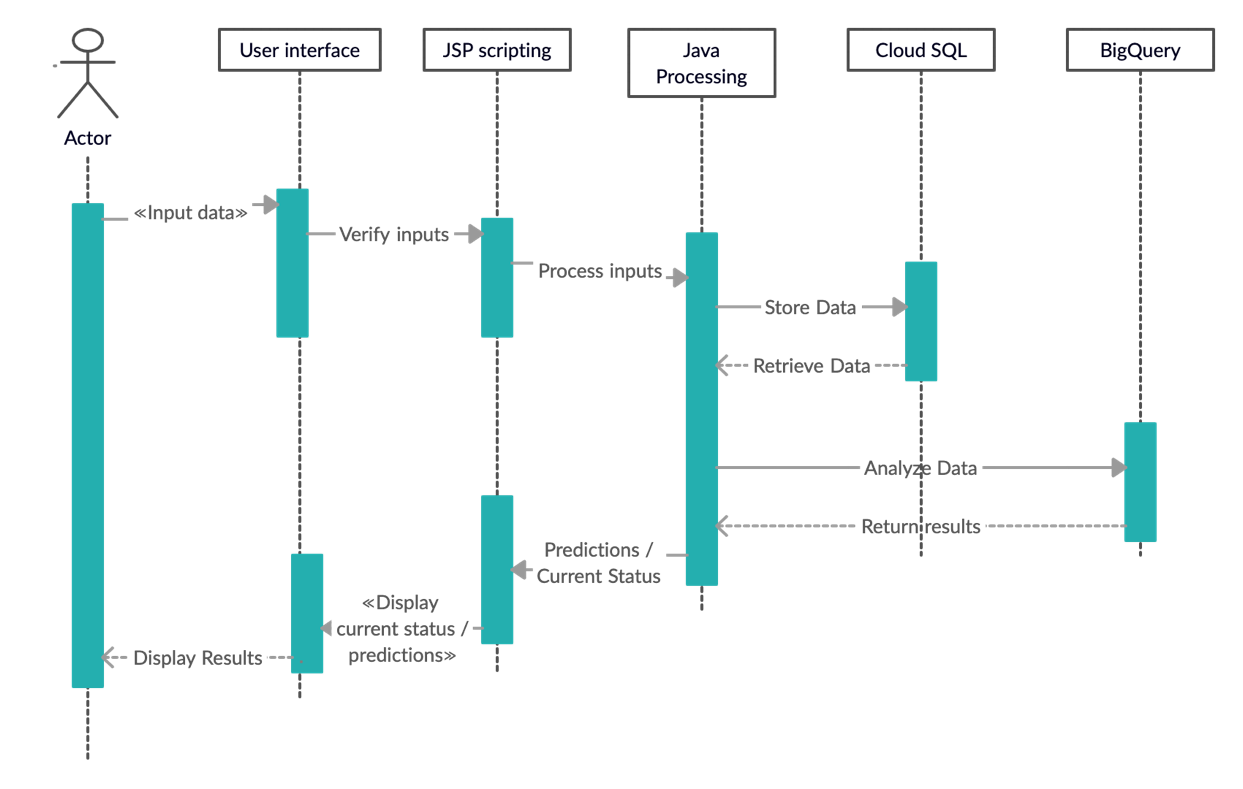 User interface
JSP scripting
Java
Processing
Cloud SQL
BigQuery
Actor
«Input data»
Verify inputs
Process inputs
Store Data
Retrieve Data
Analyze Data
Return results
Predictions /
Current Status
«Display
current status /
predictions»
Display Results